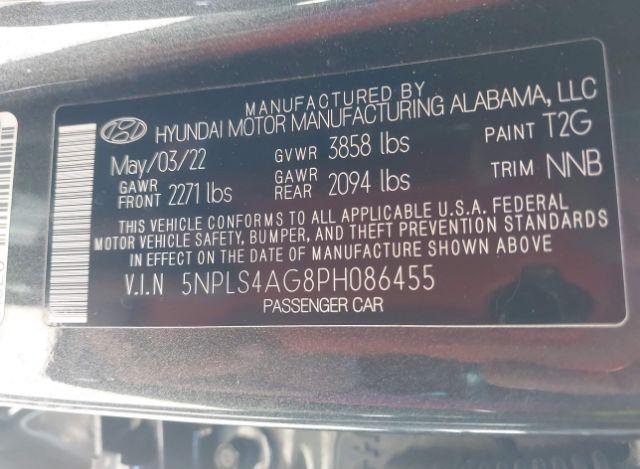 MANUFACTURED BY
HYUNDAI MOTOR MANUFACTURING ALABAMA, LLC
May/03/22 GVWR 3858 lbs PAINT T2G
GAWR FRONT 2271 lbs GAWR REAR 2094 lbs TRIM NNB
THIS VEHICLE CONFORMS TO ALL APPLICABLE U.S.A. FEDERAL
MOTOR VEHICLE SAFETY, BUMPER, AND THEFT PREVENTION STANDARDS
IN EFFECT ON THE DATE OF MANUFACTURE SHOWN ABOVE.
V.I.N 5NPLS4AG8PH086455
PASSENGER CAR